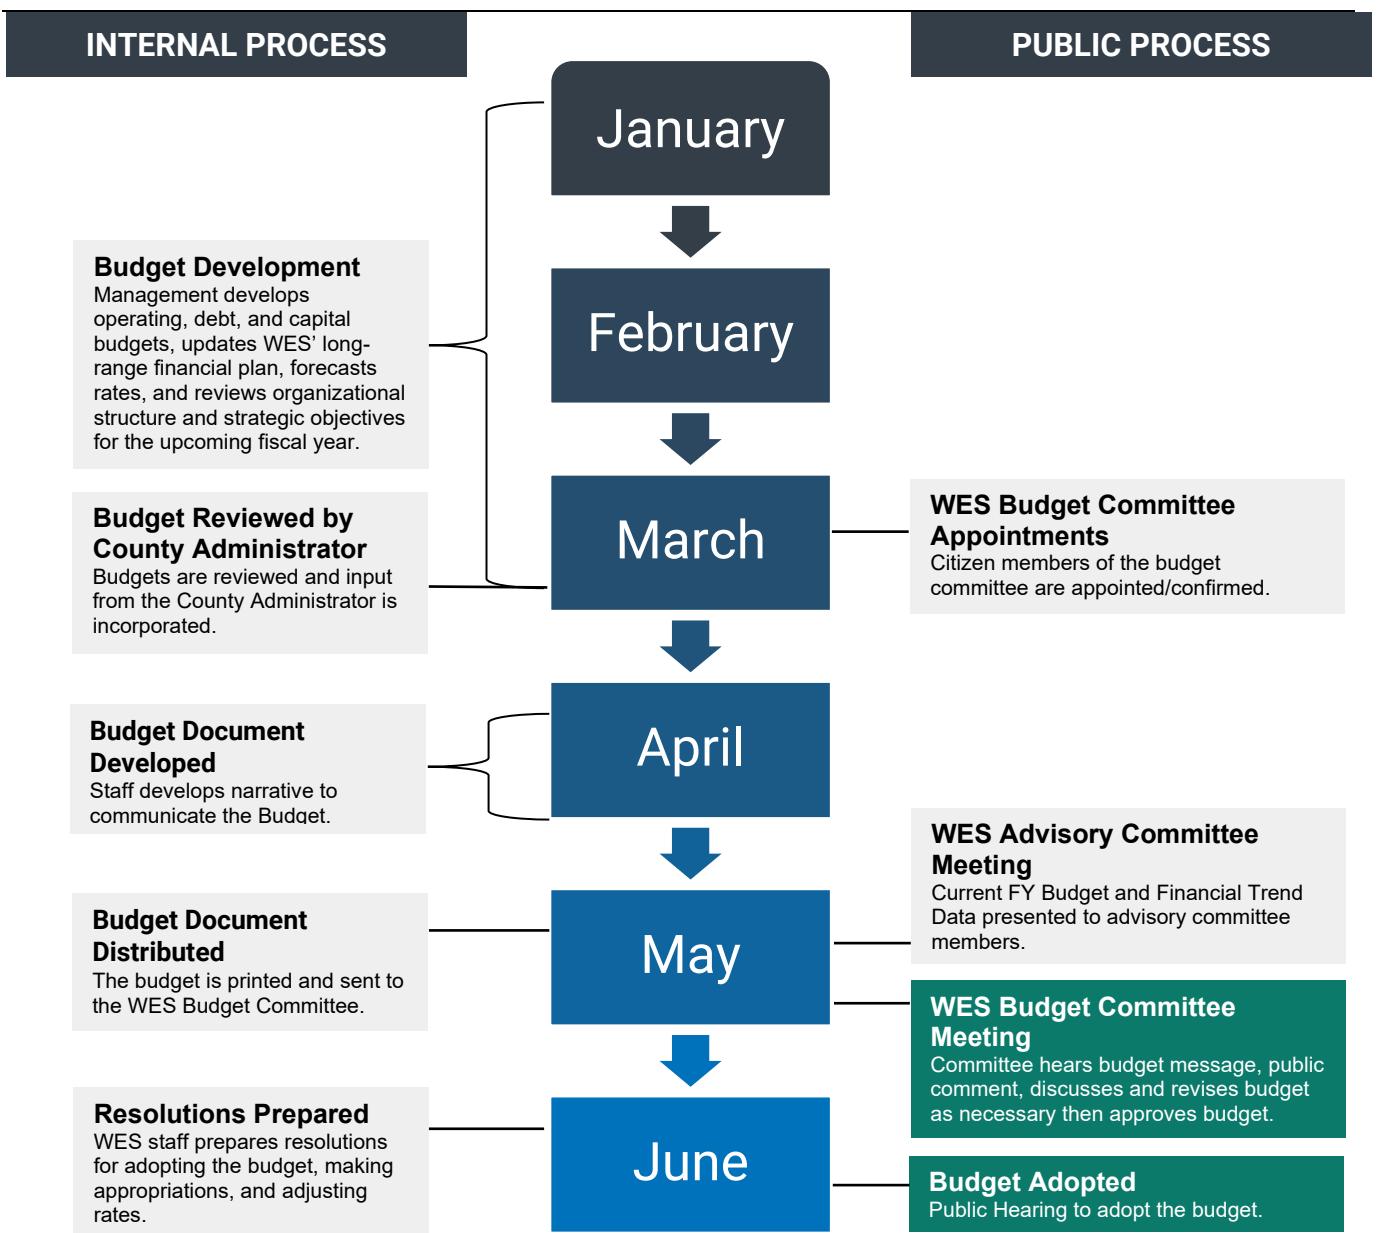 INTERNAL PROCESS
PUBLIC PROCESS
January
February
March
April
May
June
Budget Development
Management develops
operating, debt, and capital
budgets, updates WES’ long-
range financial plan, forecasts
rates, and reviews organizational
structure and strategic objectives
for the upcoming fiscal year.
Budget Reviewed by
County Administrator
Budgets are reviewed and input
from the County Administrator is
incorporated.
Budget Document
Developed
Staff develops narrative to
communicate the Budget.
Budget Document
Distributed
The budget is printed and sent to
the WES Budget Committee.
Resolutions Prepared
WES staff prepares resolutions
for adopting the budget, making
appropriations, and adjusting
rates.
WES Budget Committee
Appointments
Citizen members of the budget
committee are appointed/confirmed.
WES Advisory Committee
Meeting
Current FY Budget and Financial Trend
Data presented to advisory committee
members.
WES Budget Committee
Meeting
Committee hears budget message, public
comment, discusses and revises budget
as necessary then approves budget.
Budget Adopted
Public Hearing to adopt the budget.